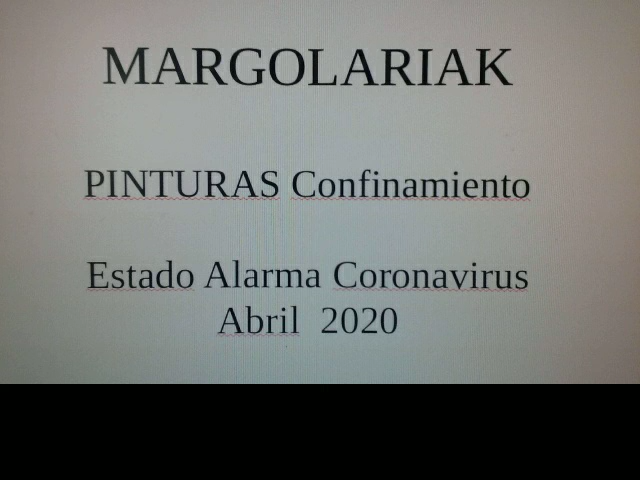 MARGOLARIAK
PINTURAS Confinamiento
Estado Alarma Coronavirus
Abril 2020